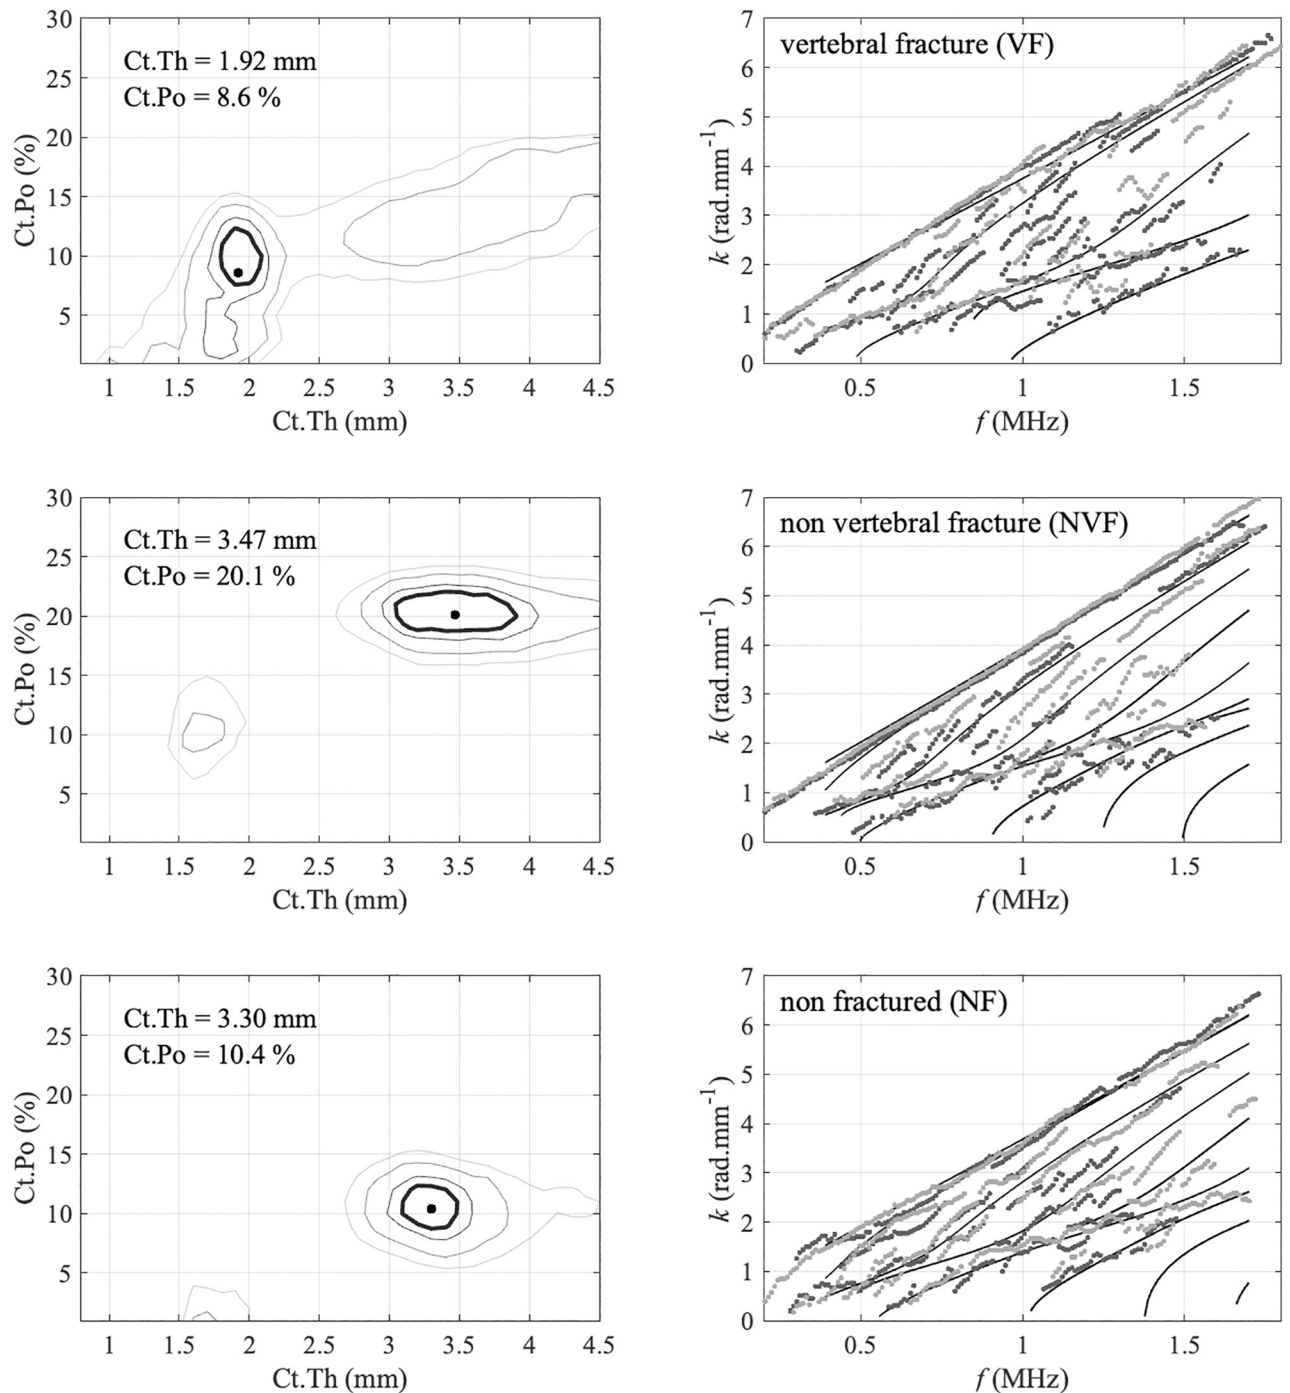 30
25
20
15
10
5
Ct.Po (%)
Ct.Th = 1.92 mm
Ct.Po = 8.6 %
1 1.5 2 2.5 3 3.5 4 4.5
Ct.Th (mm)
7
6
5
4
3
2
1
0
k (rad.mm⁻¹)
vertebral fracture (VF)
0.5 1 1.5
f (MHz)
30
25
20
15
10
5
Ct.Po (%)
Ct.Th = 3.47 mm
Ct.Po = 20.1 %
1 1.5 2 2.5 3 3.5 4 4.5
Ct.Th (mm)
7
6
5
4
3
2
1
0
k (rad.mm⁻¹)
non vertebral fracture (NVF)
0.5 1 1.5
f (MHz)
30
25
20
15
10
5
Ct.Po (%)
Ct.Th = 3.30 mm
Ct.Po = 10.4 %
1 1.5 2 2.5 3 3.5 4 4.5
Ct.Th (mm)
7
6
5
4
3
2
1
0
k (rad.mm⁻¹)
non fractured (NF)
0.5 1 1.5
f (MHz)